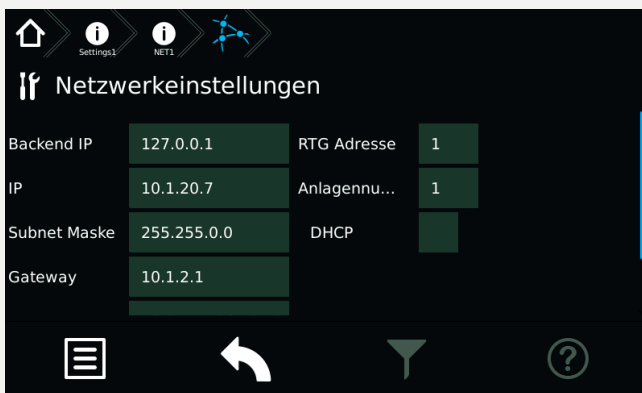 Settings1
NET1
Netzwerkeinstellungen
Backend IP 127.0.0.1 RTG Adresse 1
IP 10.1.20.7 Anlagennu... 1
Subnet Maske 255.255.0.0 DHCP
Gateway 10.1.2.1